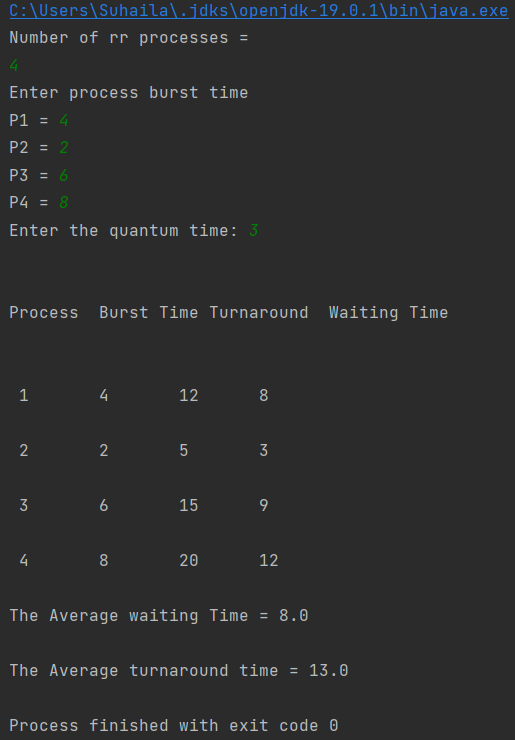 C:\Users\Suhaila\.jdks\openjdk-19.0.1\bin\java.exe
Number of rr processes =
4
Enter process burst time
P1 = 4
P2 = 2
P3 = 6
P4 = 8
Enter the quantum time: 3
Process  Burst Time Turnaround  Waiting Time
1 4 12 8
2 2 5 3
3 6 15 9
4 8 20 12
The Average waiting Time = 8.0
The Average turnaround time = 13.0
Process finished with exit code 0